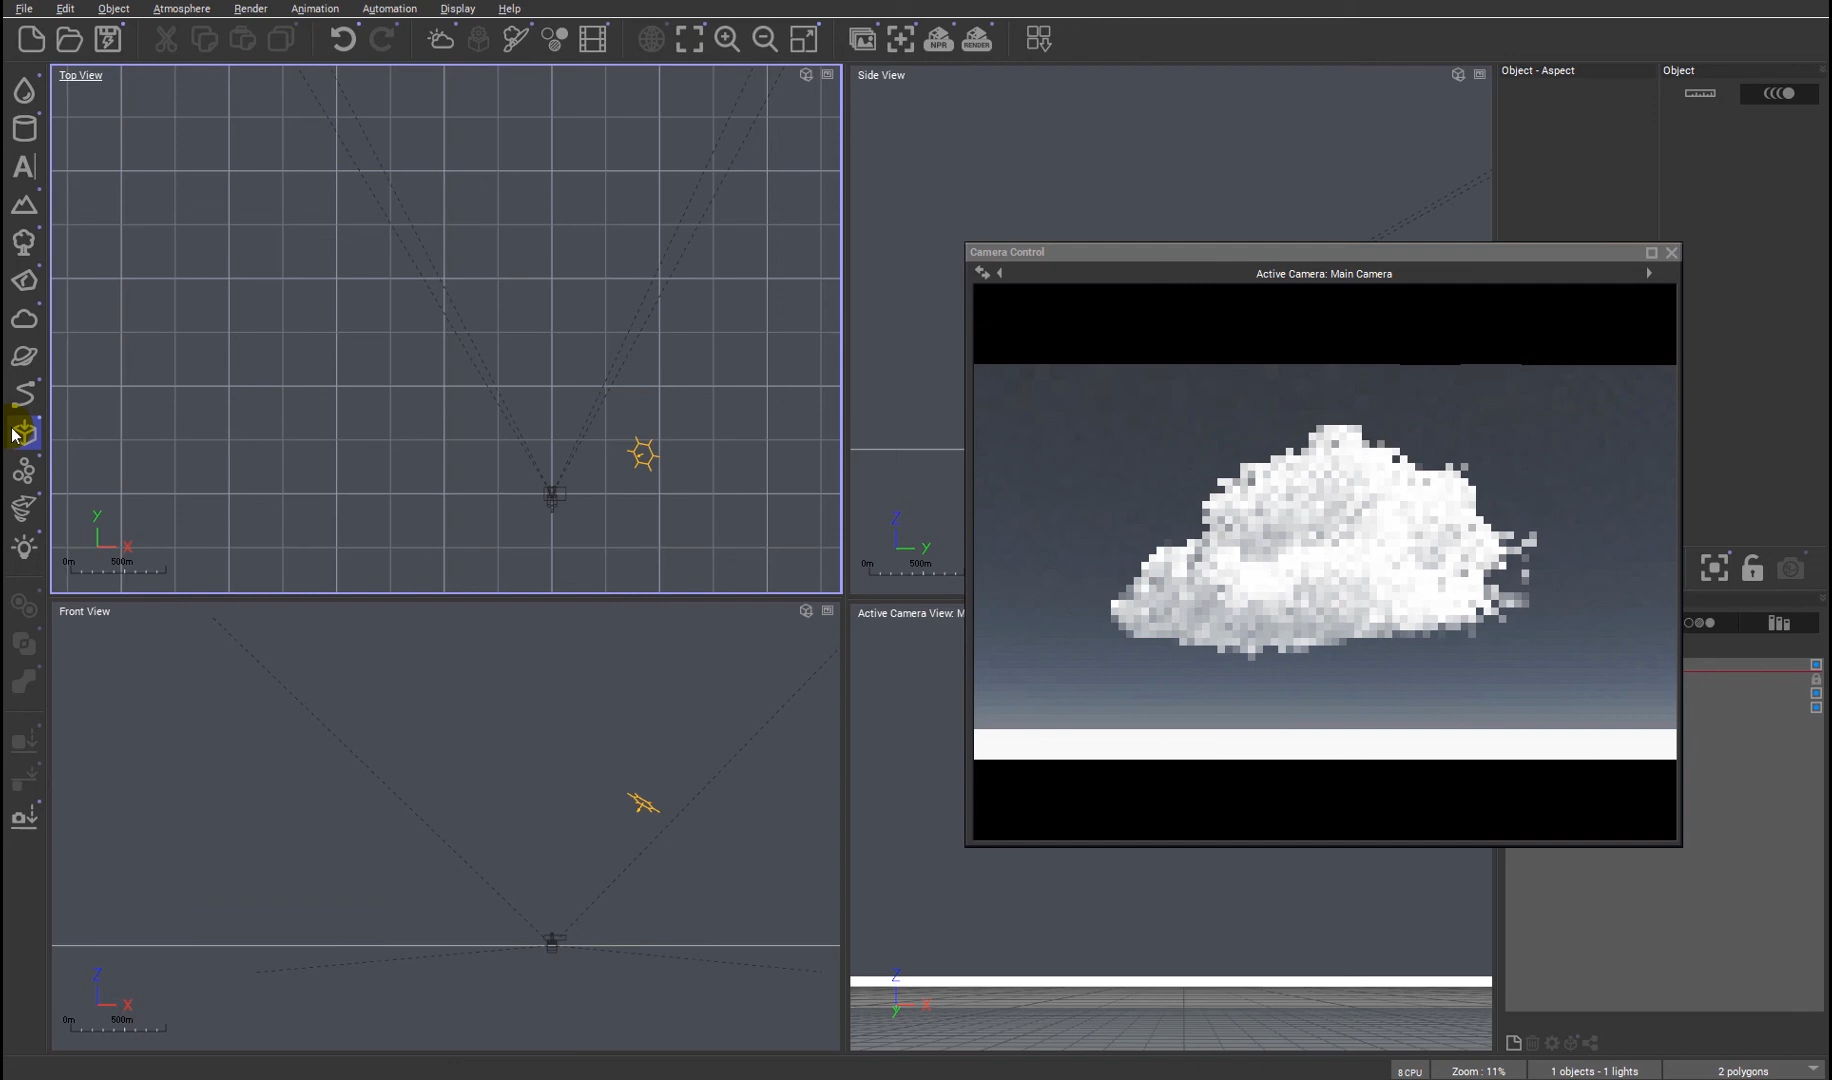 File Edit Object Atmosphere Render Animation Automation Display Help
NPR RENDER
Top View
Side View
Object - Aspect
Object
A
Camera Control
Active Camera: Main Camera
Y
X
0m 500m
Z
Y
0m 500m
Front View
Active Camera View: M
Z
X
0m 500m
Z
X
Y
8 CPU Zoom : 11% 1 objects - 1 lights 2 polygons